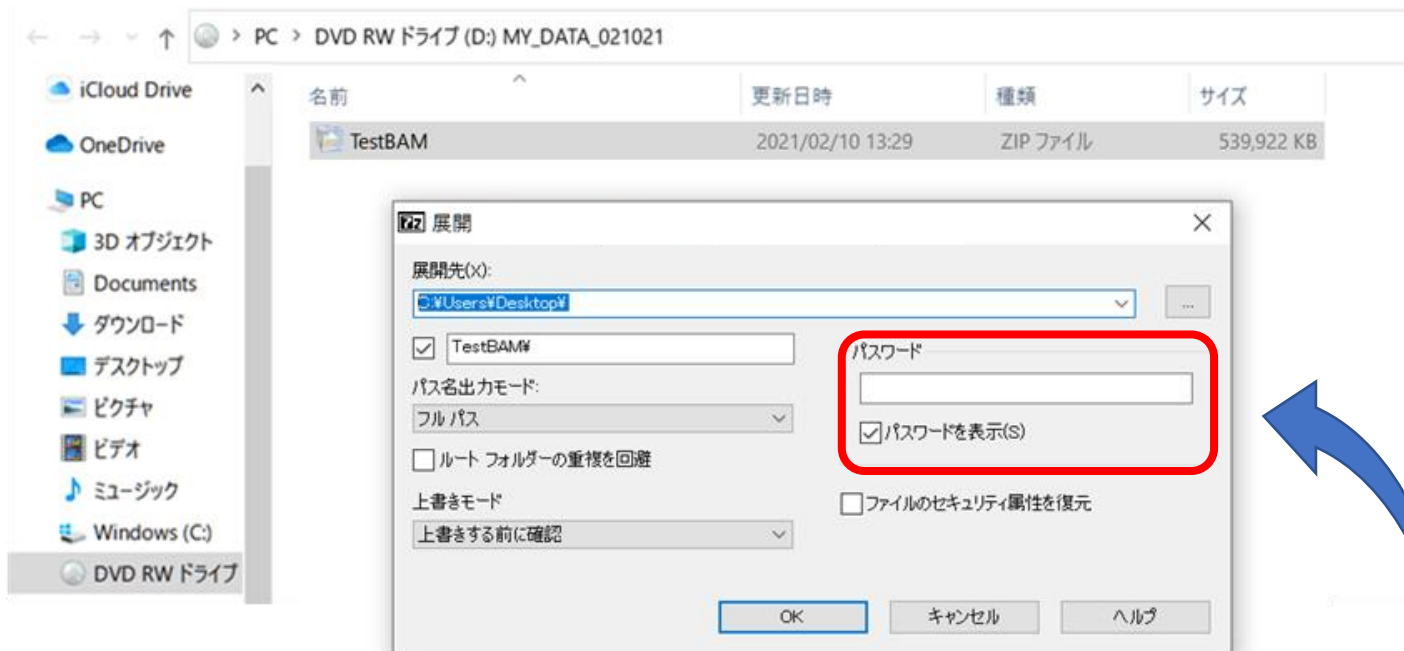 PC > DVD RW ドライブ (D:) MY_DATA_021021
iCloud Drive
OneDrive
PC
3D オブジェクト
Documents
ダウンロード
デスクトップ
ピクチャ
ビデオ
ミュージック
Windows (C:)
DVD RW ドライブ
名前 更新日時 種類 サイズ
TestBAM 2021/02/10 13:29 ZIP ファイル 539,922 KB
7z 展開
展開先(X):
C:¥Users¥Desktop¥
...
TestBAM¥
パス名出力モード:
フル パス
ルート フォルダーの重複を回避
上書きモード
上書きする前に確認
パスワード
パスワードを表示(S)
ファイルのセキュリティ属性を復元
OK キャンセル ヘルプ